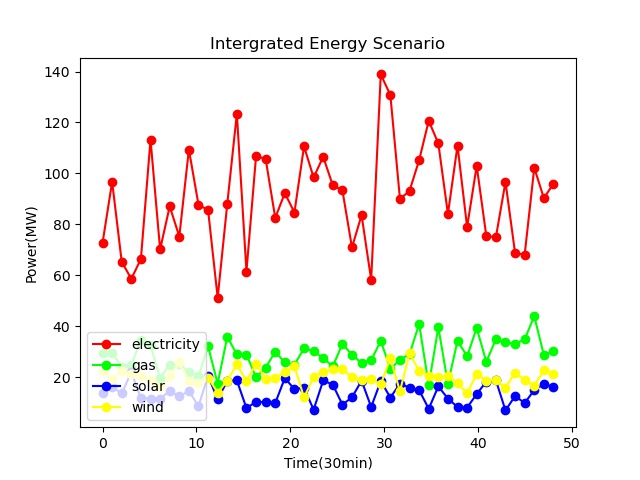 Intergrated Energy Scenario
Power(MW)
140
120
100
80
60
40
20
electricity
gas
solar
wind
0
10
20
30
40
50
Time(30min)